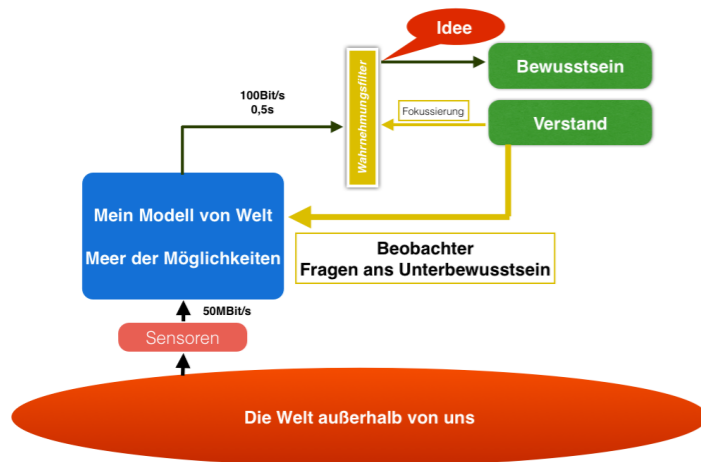 Idee
Bewusstsein
100Bit/s
0,5s
Wahrnehmungsfilter
Fokussierung
Verstand
Mein Modell von Welt
Meer der Möglichkeiten
Beobachter
Fragen ans Unterbewusstsein
50MBit/s
Sensoren
Die Welt außerhalb von uns